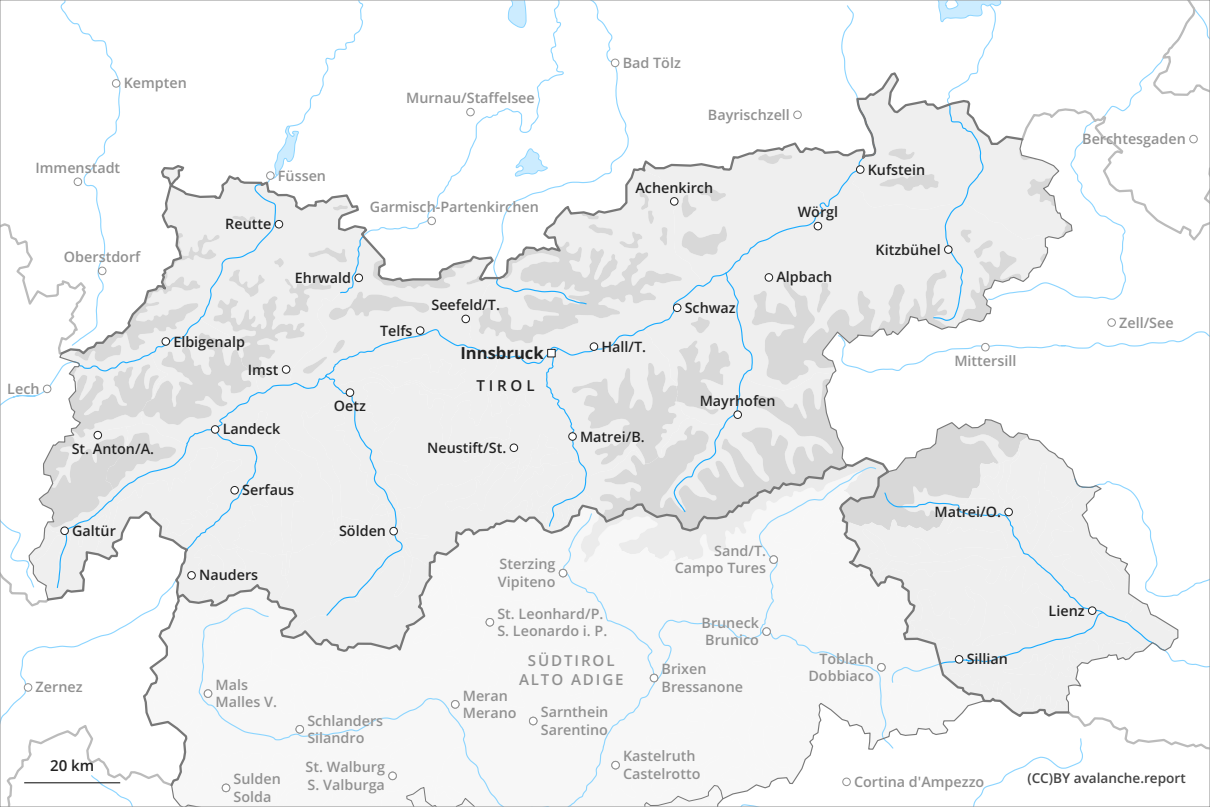 Kempten
Bad Tölz
Murnau/Staffelsee
Bayrischzell
Berchtesgaden
Immenstadt
Füssen
Kufstein
Achenkirch
Garmisch-Partenkirchen
Wörgl
Reutte
Kitzbühel
Oberstdorf
Ehrwald
Alpbach
Seefeld/T.
Schwaz
Telfs
Zell/See
Elbigenalp
Innsbruck
Hall/T.
Mittersill
Imst
TIROL
Lech
Oetz
Mayrhofen
Landeck
St. Anton/A.
Neustift/St.
Matrei/B.
Serfaus
Matrei/O.
Galtür
Sölden
Sand/T.
Campo Tures
Sterzing
Vipiteno
Nauders
St. Leonhard/P.
S. Leonardo i. P.
Lienz
Bruneck
Brunico
SÜDTIROL
ALTO ADIGE
Toblach
Dobbiaco
Sillian
Brixen
Bressanone
Zernez
Mals
Malles V.
Meran
Merano
Sarnthein
Sarentino
Schlanders
Silandro
Kastelruth
Castelrotto
St. Walburg
S. Valburga
20 km
Sulden
Solda
Cortina d'Ampezzo
(CC)BY avalanche.report